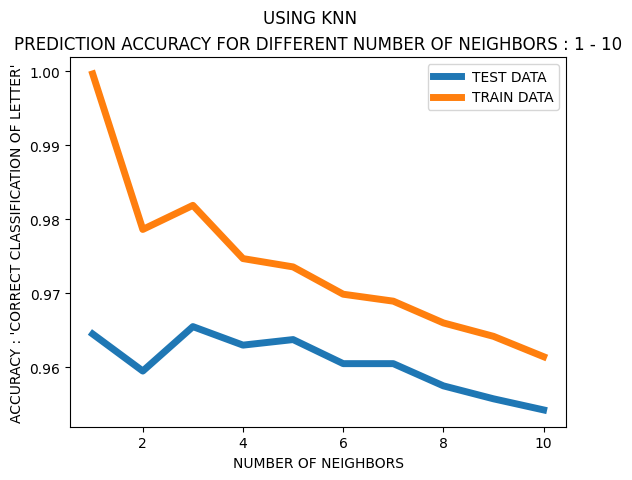 USING KNN
PREDICTION ACCURACY FOR DIFFERENT NUMBER OF NEIGHBORS : 1 - 10
TEST DATA
TRAIN DATA
ACCURACY : 'CORRECT CLASSIFICATION OF LETTER'
1.00
0.99
0.98
0.97
0.96
2 4 6 8 10
NUMBER OF NEIGHBORS